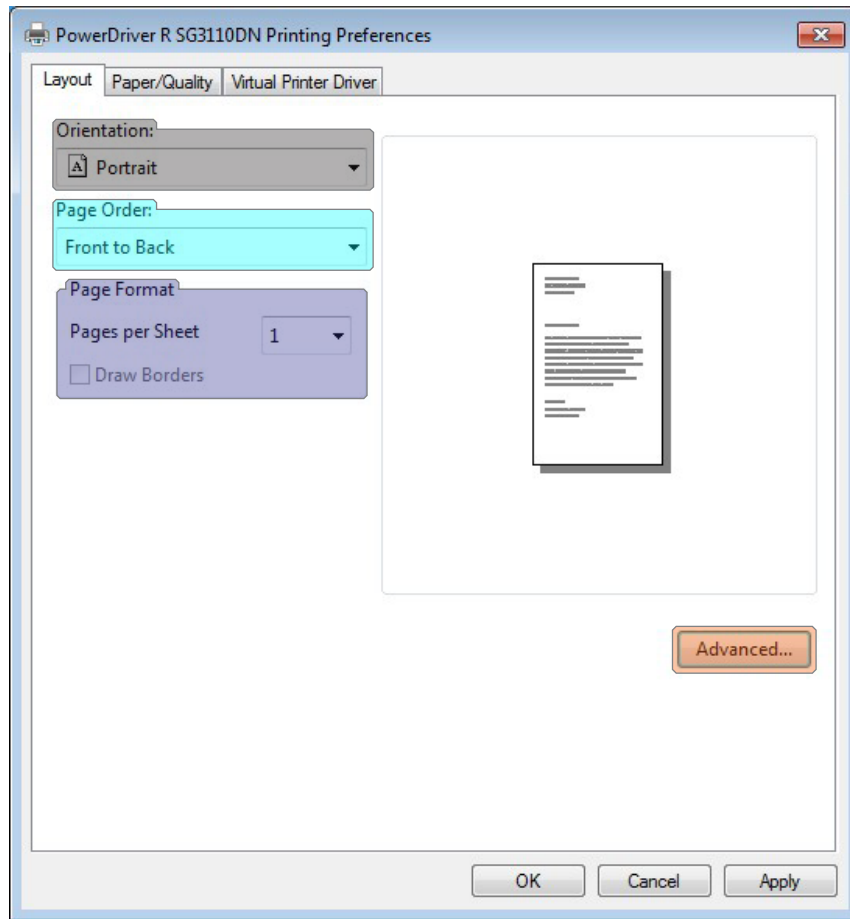 PowerDriver R SG3110DN Printing Preferences
Layout Paper/Quality Virtual Printer Driver
Orientation:
A Portrait
Page Order:
Front to Back
Page Format
Pages per Sheet 1
Draw Borders
Advanced...
OK Cancel Apply